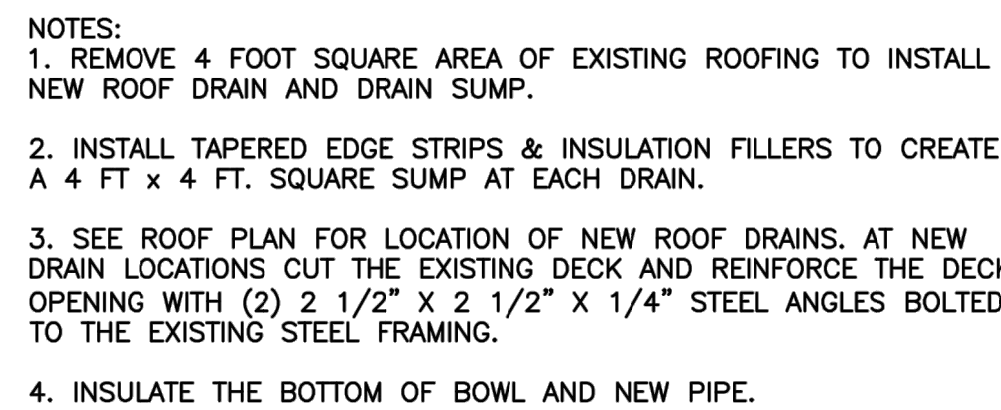 NOTES:
1. REMOVE 4 FOOT SQUARE AREA OF EXISTING ROOFING TO INSTALL
NEW ROOF DRAIN AND DRAIN SUMP.
2. INSTALL TAPERED EDGE STRIPS & INSULATION FILLERS TO CREATE
A 4 FT x 4 FT. SQUARE SUMP AT EACH DRAIN.
3. SEE ROOF PLAN FOR LOCATION OF NEW ROOF DRAINS. AT NEW
DRAIN LOCATIONS CUT THE EXISTING DECK AND REINFORCE THE DECK
OPENING WITH (2) 2 1/2” X 2 1/2” X 1/4” STEEL ANGLES BOLTED
TO THE EXISTING STEEL FRAMING.
4. INSULATE THE BOTTOM OF BOWL AND NEW PIPE.